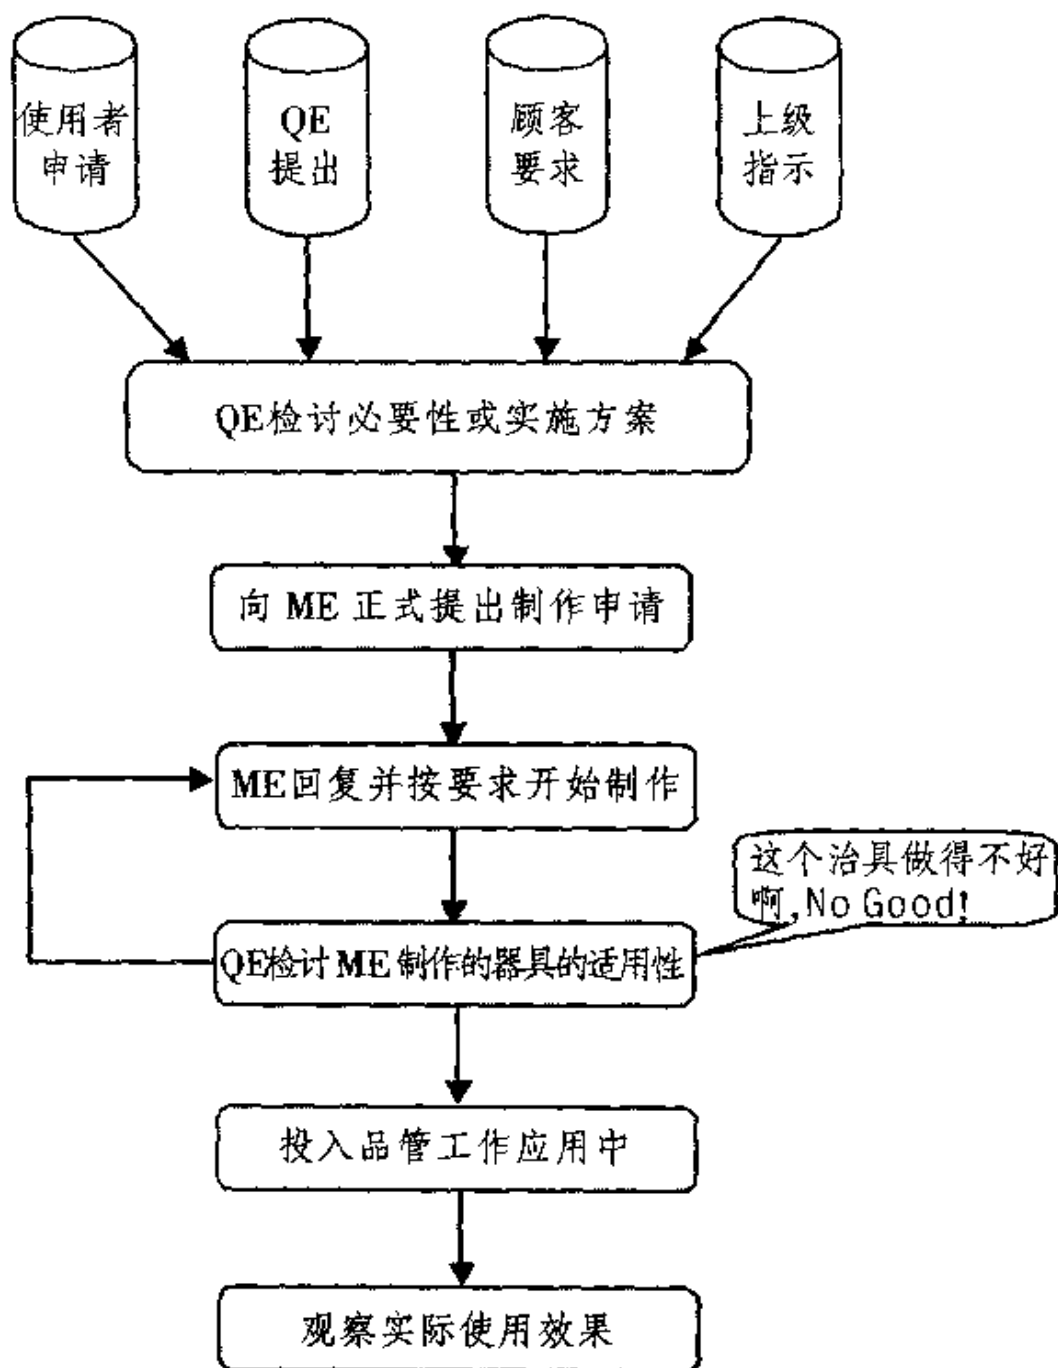 使用者
申请
QE
提出
顾客
要求
上级
指示
QE检讨必要性或实施方案
向 ME 正式提出制作申请
ME回复并按要求开始制作
这个治具做得不好
啊,No Good!
QE检讨 ME 制作的器具的适用性
投入品管工作应用中
观察实际使用效果